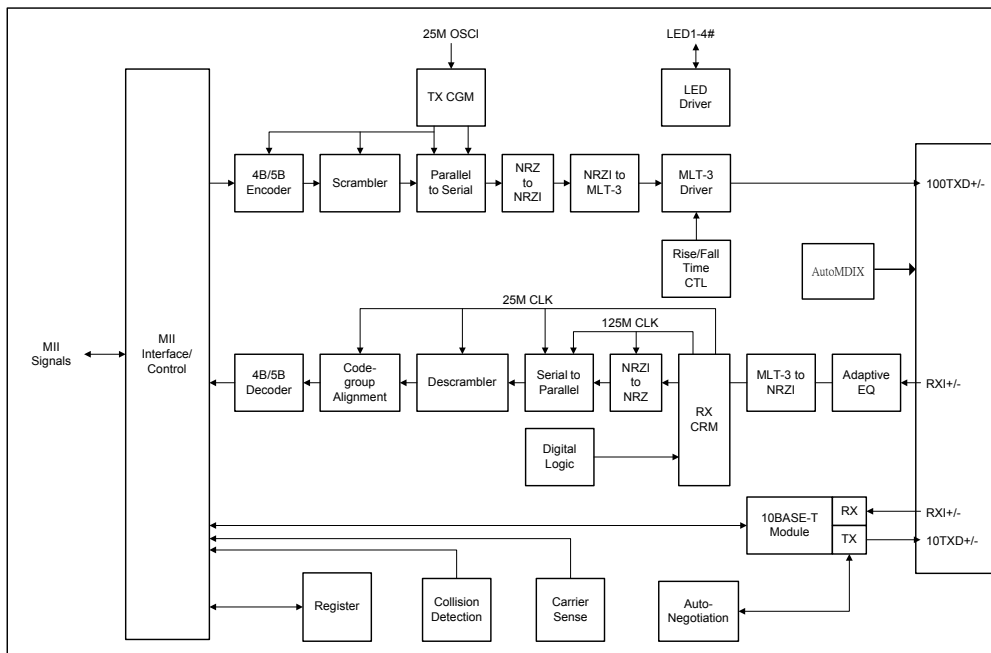 25M OSCI
LED1-4#
TX CGM
LED
Driver
4B/5B
Encoder
Scrambler
Parallel
to Serial
NRZ
to
NRZI
NRZI to
MLT-3
MLT-3
Driver
100TXD+/-
Rise/Fall
Time
CTL
AutoMDIX
25M CLK
125M CLK
MII
Signals
MII
Interface/
Control
4B/5B
Decoder
Code-
group
Alignment
Descrambler
Serial to
Parallel
NRZI
to
NRZ
RX
CRM
MLT-3 to
NRZI
Adaptive
EQ
RXI+/-
Digital
Logic
10BASE-T
Module
RX
TX
RXI+/-
10TXD+/-
Register
Collision
Detection
Carrier
Sense
Auto-
Negotiation